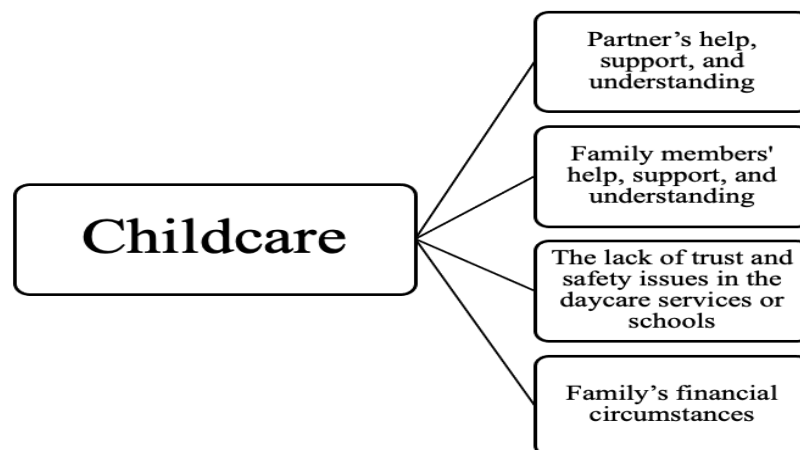 Childcare
Partner’s help,
support, and
understanding
Family members'
help, support, and
understanding
The lack of trust and
safety issues in the
daycare services or
schools
Family’s financial
circumstances